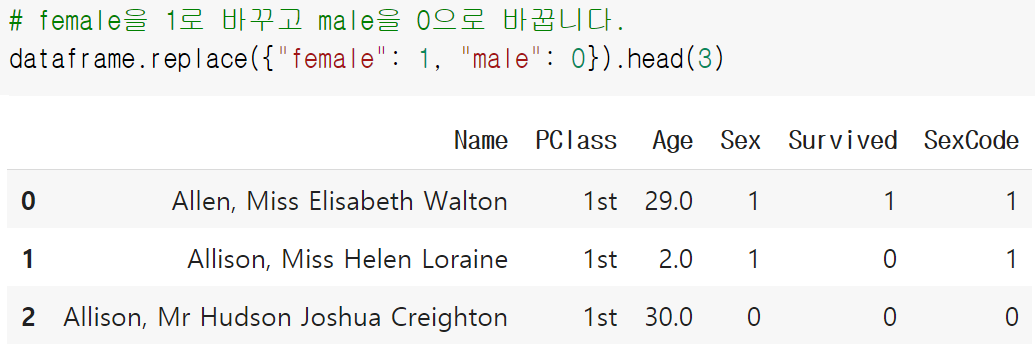 # female을 1로 바꾸고 male을 0으로 바꿉니다.
dataframe.replace({"female": 1, "male": 0}).head(3)
Name PClass Age Sex Survived SexCode
0 Allen, Miss Elisabeth Walton 1st 29.0 1 1 1
1 Allison, Miss Helen Loraine 1st 2.0 1 0 1
2 Allison, Mr Hudson Joshua Creighton 1st 30.0 0 0 0